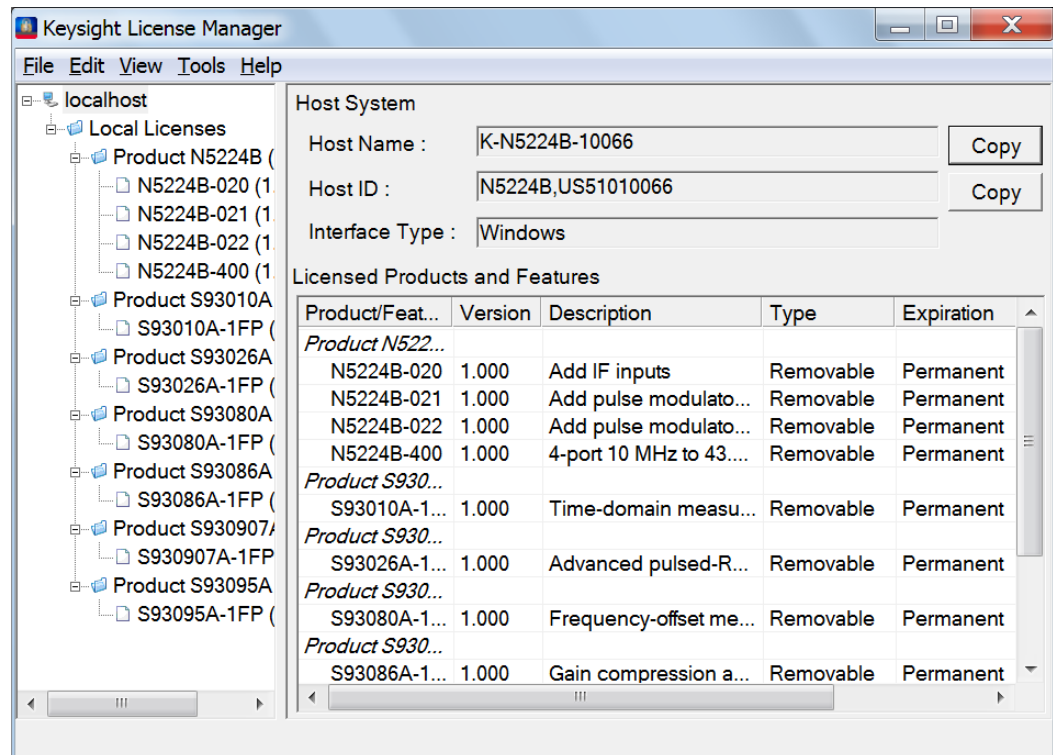 Keysight License Manager
File Edit View Tools Help
localhost
Local Licenses
Product N5224B (
N5224B-020 (1.
N5224B-021 (1
N5224B-022 (1
N5224B-400 (1.
Product S93010A
S93010A-1FP (
Product S93026A
S93026A-1FP (
Product S93080A
S93080A-1FP (
Product S93086A
S93086A-1FP (
Product S930907A
S930907A-1FP
Product S93095A
S93095A-1FP (
Host System
Host Name : K-N5224B-10066 Copy
Host ID : N5224B,US51010066 Copy
Interface Type : Windows
Licensed Products and Features
Product/Feat... Version Description Type Expiration
Product N522...
N5224B-020 1.000 Add IF inputs Removable Permanent
N5224B-021 1.000 Add pulse modulato... Removable Permanent
N5224B-022 1.000 Add pulse modulato... Removable Permanent
N5224B-400 1.000 4-port 10 MHz to 43.... Removable Permanent
Product S930...
S93010A-1... 1.000 Time-domain measu... Removable Permanent
Product S930...
S93026A-1... 1.000 Advanced pulsed-R... Removable Permanent
Product S930...
S93080A-1... 1.000 Frequency-offset me... Removable Permanent
Product S930...
S93086A-1... 1.000 Gain compression a... Removable Permanent